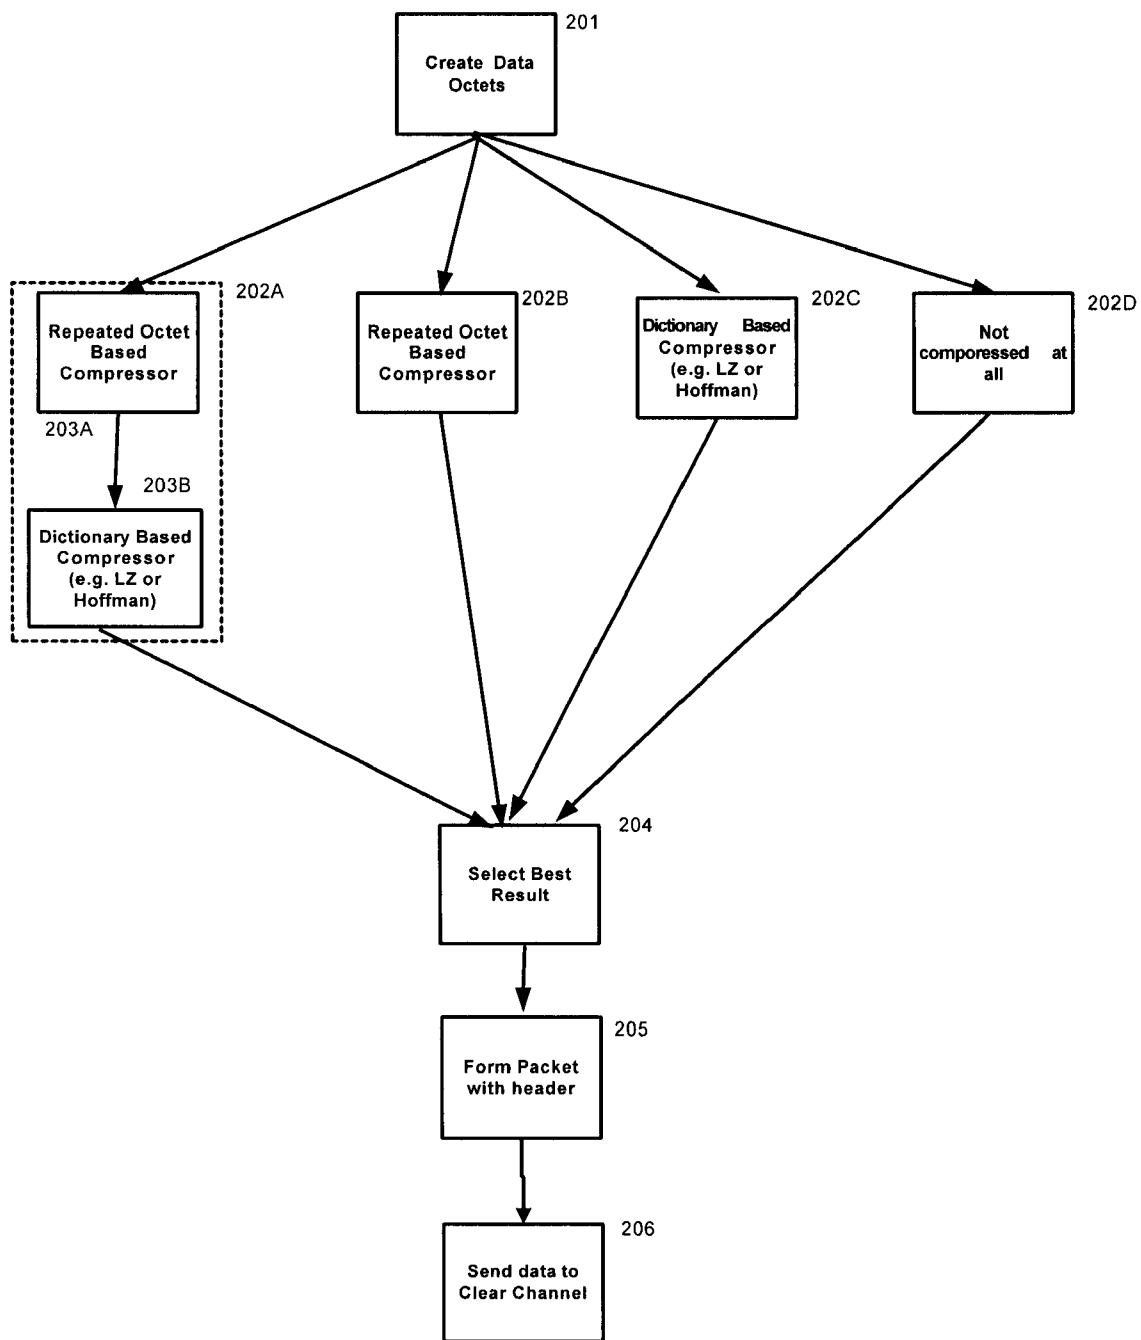 201
Create Data
Octets
202A
Repeated Octet
Based
Compressor
203A
203B
Dictionary Based
Compressor
(e.g. LZ or
Hoffman)
202B
Repeated Octet
Based
Compressor
202C
Dictionary Based
Compressor
(e.g. LZ or
Hoffman)
202D
Not
comporessed at
all
204
Select Best
Result
205
Form Packet
with header
206
Send data to
Clear Channel